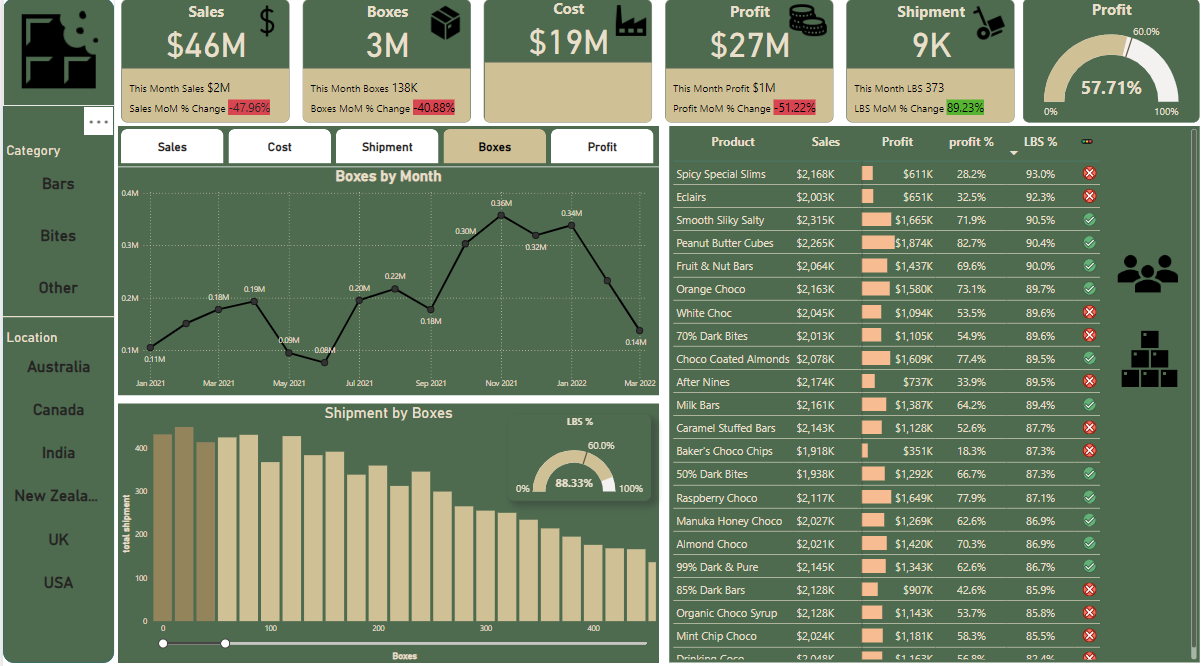 Sales
$46M
This Month Sales $2M
Sales MoM % Change -47.96%
Boxes
3M
This Month Boxes 138K
Boxes MoM % Change -40.88%
Cost
$19M
Profit
$27M
This Month Profit $1M
Profit MoM % Change -51.22%
Shipment
9K
This Month LBS 373
LBS MoM % Change 89.23%
Profit
60.0%
57.71%
0% 100%
Category
Bars
Bites
Other
Location
Australia
Canada
India
New Zeala...
UK
USA
Sales Cost Shipment Boxes Profit
Boxes by Month
0.4M
0.3M
0.2M
0.1M
0.11M
0.18M
0.19M
0.09M
0.08M
0.20M
0.22M
0.18M
0.30M
0.36M
0.32M
0.34M
0.14M
Jan 2021 Mar 2021 May 2021 Jul 2021 Sep 2021 Nov 2021 Jan 2022 Mar 2022
Shipment by Boxes
LBS %
60.0%
88.33%
0% 100%
total shipment
400
300
200
100
0
0 100 200 300 400
Boxes
Product Sales Profit profit % LBS %
Spicy Special Slims $2,168K $611K 28.2% 93.0%
Eclairs $2,003K $651K 32.5% 92.3%
Smooth Sliky Salty $2,315K $1,665K 71.9% 90.5%
Peanut Butter Cubes $2,265K $1,874K 82.7% 90.4%
Fruit & Nut Bars $2,064K $1,437K 69.6% 90.0%
Orange Choco $2,163K $1,580K 73.1% 89.7%
White Choc $2,045K $1,094K 53.5% 89.6%
70% Dark Bites $2,013K $1,105K 54.9% 89.6%
Choco Coated Almonds $2,078K $1,609K 77.4% 89.5%
After Nines $2,174K $737K 33.9% 89.5%
Milk Bars $2,161K $1,387K 64.2% 89.4%
Caramel Stuffed Bars $2,143K $1,128K 52.6% 87.7%
Baker's Choco Chips $1,918K $351K 18.3% 87.3%
50% Dark Bites $1,938K $1,292K 66.7% 87.3%
Raspberry Choco $2,117K $1,649K 77.9% 87.1%
Manuka Honey Choco $2,027K $1,269K 62.6% 86.9%
Almond Choco $2,021K $1,420K 70.3% 86.9%
99% Dark & Pure $2,145K $1,343K 62.6% 86.7%
85% Dark Bars $2,128K $907K 42.6% 85.9%
Organic Choco Syrup $2,128K $1,143K 53.7% 85.8%
Mint Chip Choco $2,024K $1,181K 58.3% 85.5%
Drinking Coco $2,048K $1,163K 56.8% 82.4%